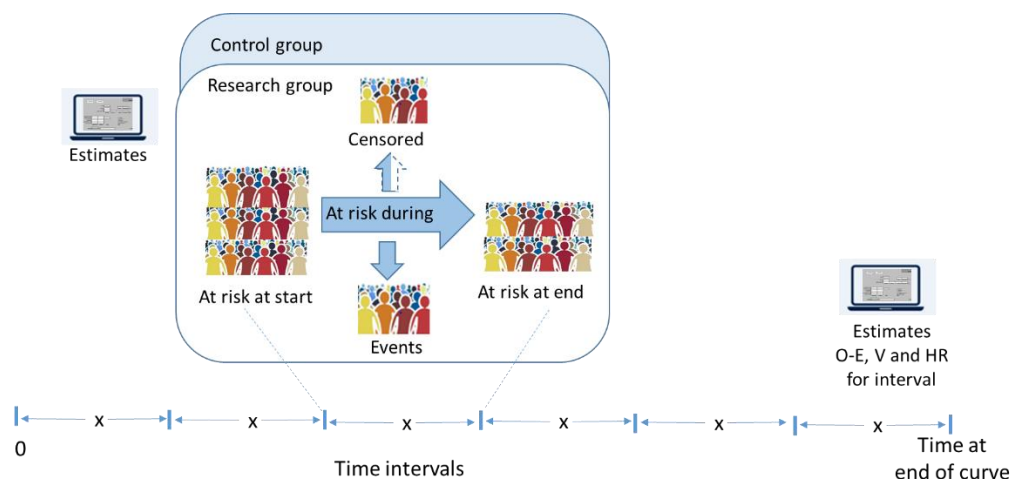 Control group
Research group
Censored
Estimates
At risk during
At risk at start
At risk at end
Events
Estimates
O-E, V and HR
for interval
x x x x x x
0
Time intervals
Time at
end of curve